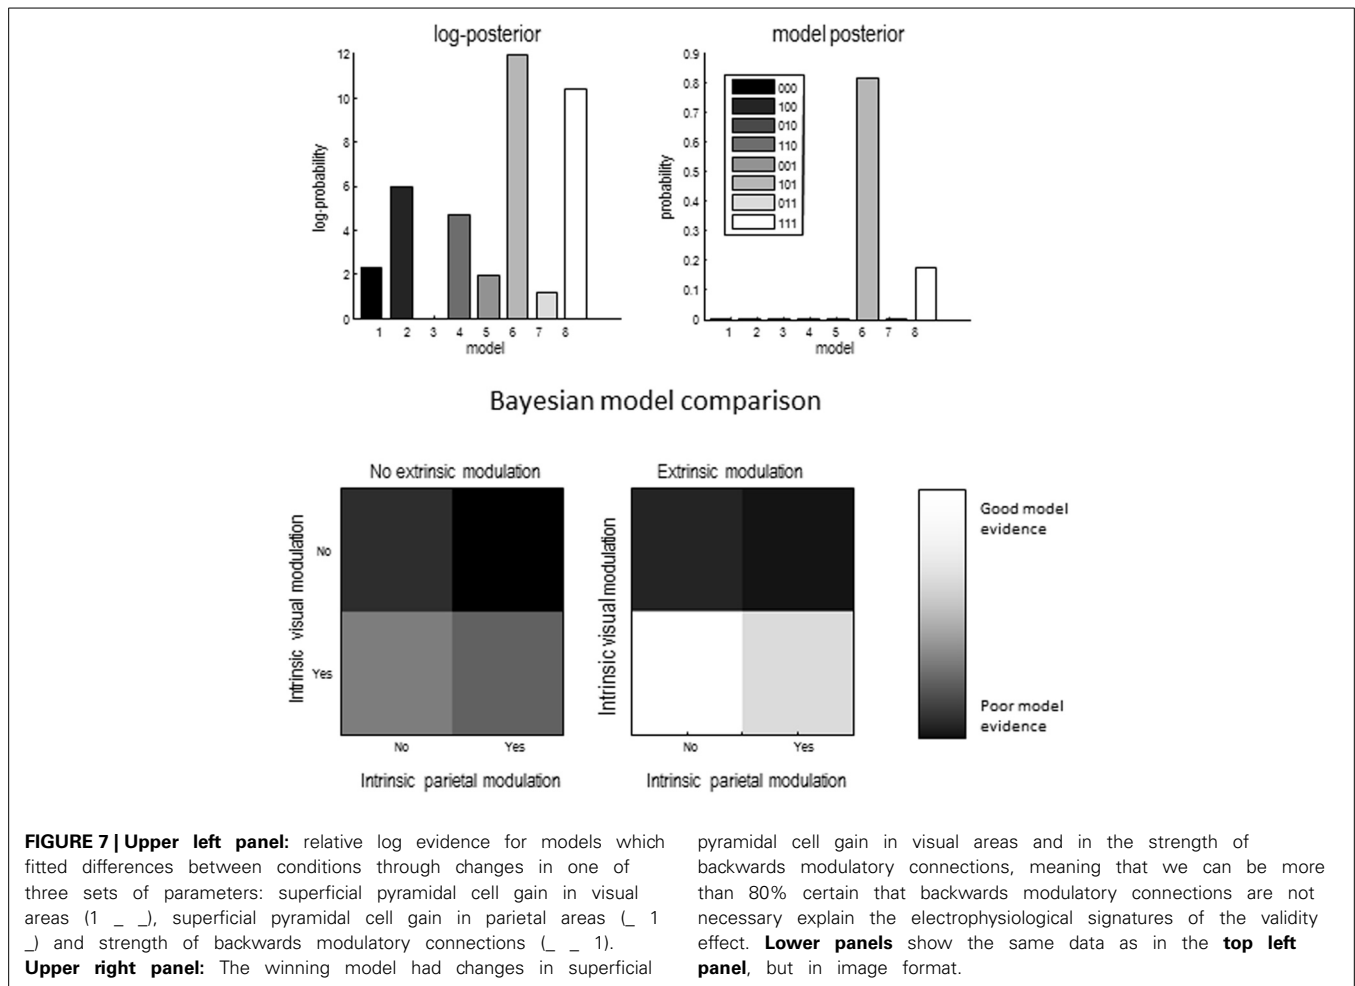 log-posterior
12
10
8
6
4
2
0
log-probability
1 2 3 4 5 6 7 8
model
model posterior
0.9
0.8
0.7
0.6
0.5
0.4
0.3
0.2
0.1
0
probability
000
100
010
110
001
101
011
111
1 2 3 4 5 6 7 8
model
Bayesian model comparison
No extrinsic modulation
Intrinsic visual modulation
No
Yes
No Yes
Intrinsic parietal modulation
Extrinsic modulation
Intrinsic visual modulation
No Yes
Intrinsic parietal modulation
Good model
evidence
Poor model
evidence
FIGURE 7 | Upper left panel: relative log evidence for models which
fitted differences between conditions through changes in one of
three sets of parameters: superficial pyramidal cell gain in visual
areas (1 _ _), superficial pyramidal cell gain in parietal areas (_ 1
_) and strength of backwards modulatory connections (_ _ 1).
Upper right panel: The winning model had changes in superficial
pyramidal cell gain in visual areas and in the strength of
backwards modulatory connections, meaning that we can be more
than 80% certain that backwards modulatory connections are not
necessary explain the electrophysiological signatures of the validity
effect. Lower panels show the same data as in the top left
panel, but in image format.